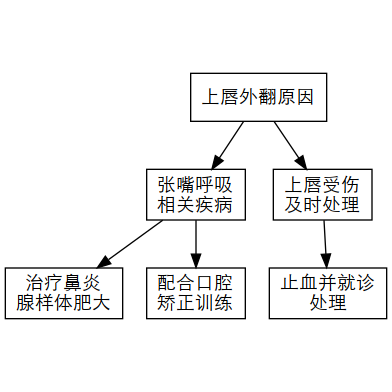 上唇外翻原因
张嘴呼吸
相关疾病
上唇受伤
及时处理
治疗鼻炎
腺样体肥大
配合口腔
矫正训练
止血并就诊
处理